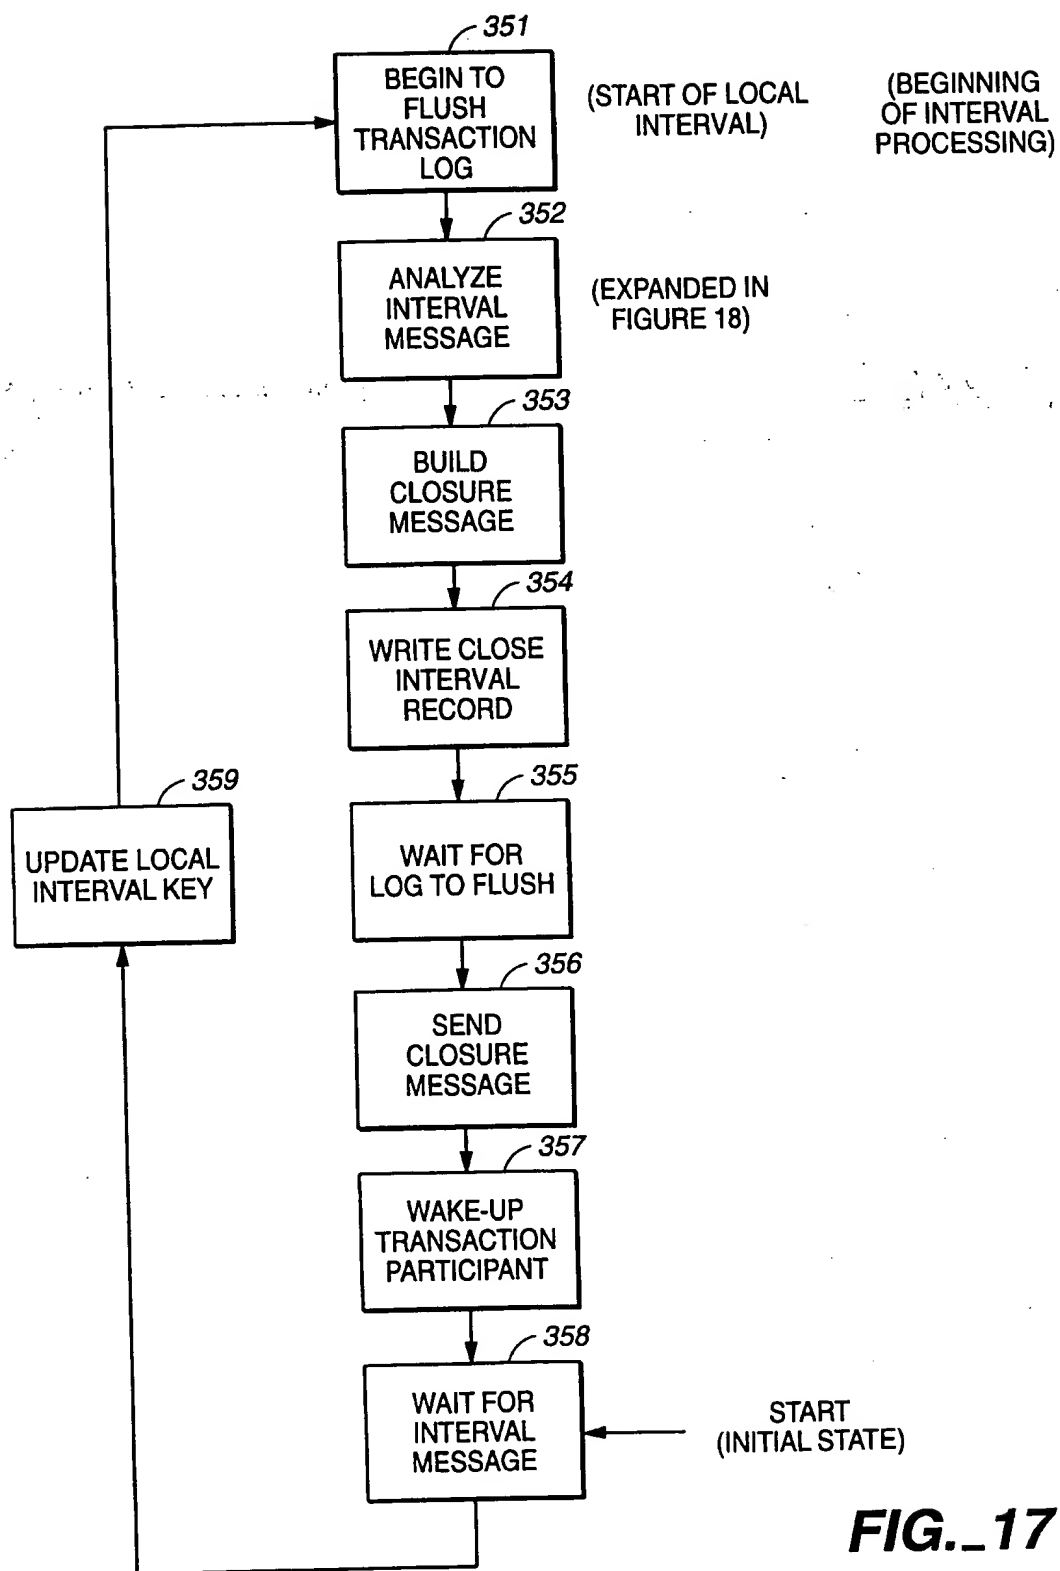 351
BEGIN TO
FLUSH
TRANSACTION
LOG
(START OF LOCAL
INTERVAL)
(BEGINNING
OF INTERVAL
PROCESSING)
352
ANALYZE
INTERVAL
MESSAGE
(EXPANDED IN
FIGURE 18)
353
BUILD
CLOSURE
MESSAGE
354
WRITE CLOSE
INTERVAL
RECORD
359
UPDATE LOCAL
INTERVAL KEY
355
WAIT FOR
LOG TO FLUSH
356
SEND
CLOSURE
MESSAGE
357
WAKE-UP
TRANSACTION
PARTICIPANT
358
WAIT FOR
INTERVAL
MESSAGE
START
(INITIAL STATE)
FIG._17